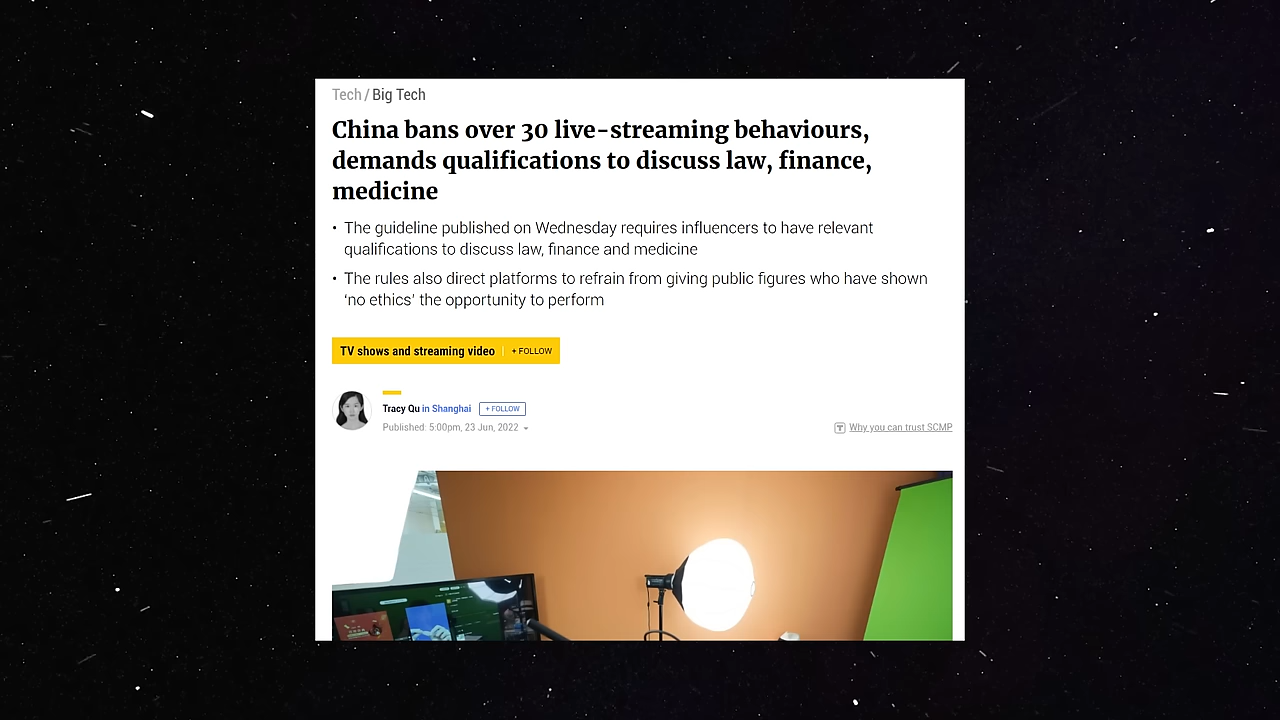 Tech / Big Tech
China bans over 30 live-streaming behaviours,
demands qualifications to discuss law, finance,
medicine
• The guideline published on Wednesday requires influencers to have relevant
qualifications to discuss law, finance and medicine
• The rules also direct platforms to refrain from giving public figures who have shown
‘no ethics’ the opportunity to perform
TV shows and streaming video + FOLLOW
Tracy Qu in Shanghai + FOLLOW
Published: 5:00pm, 23 Jun, 2022
Why you can trust SCMP